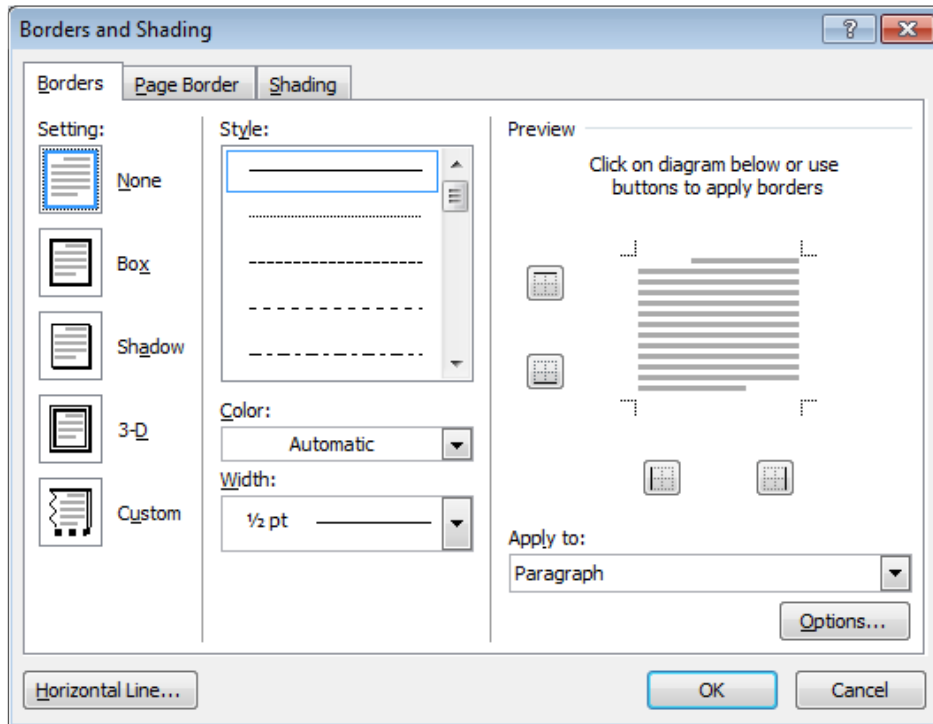 Borders and Shading
Borders
Page Border
Shading
Setting:
None
Box
Shadow
3-D
Custom
Style:
Color:
Automatic
Width:
½ pt
Preview
Click on diagram below or use
buttons to apply borders
Apply to:
Paragraph
Options...
Horizontal Line...
OK
Cancel